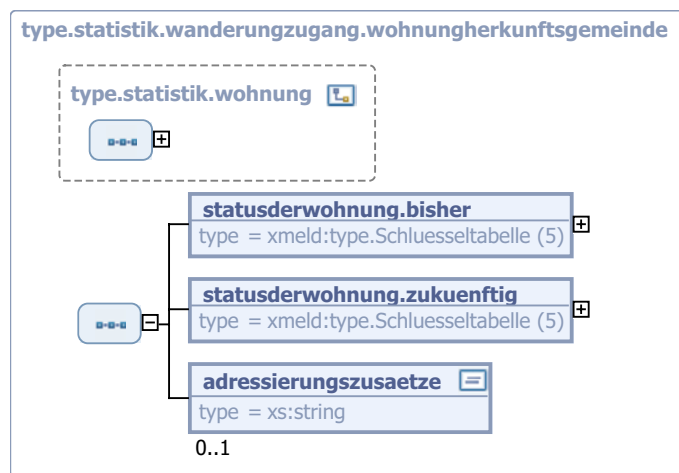 type.statistik.wanderungzugang.wohnungherkunftsgemeinde
type.statistik.wohnung
statusderwohnung.bisher
type = xmeld:type.Schluesseltabelle (5)
statusderwohnung.zukuenftig
type = xmeld:type.Schluesseltabelle (5)
adressierungszusaetze
type = xs:string
0..1